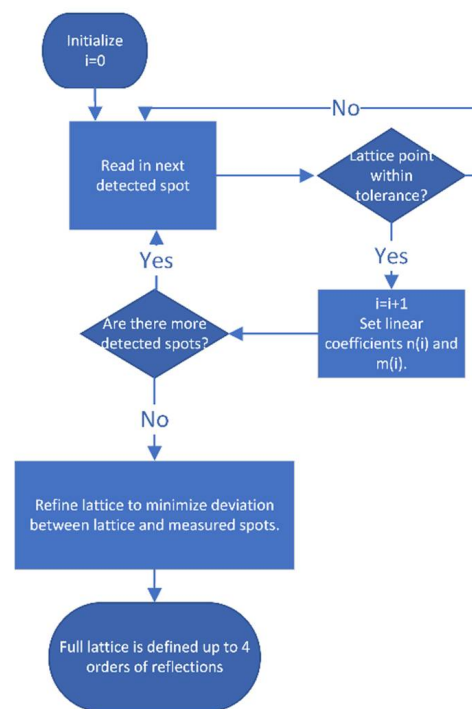 Initialize
i=0
No
Read in next
detected spot
Lattice point
within
tolerance?
Yes
Yes
i=i+1
Set linear
coefficients n(i) and
m(i).
Are there more
detected spots?
No
Refine lattice to minimize deviation
between lattice and measured spots.
Full lattice is defined up to 4
orders of reflections